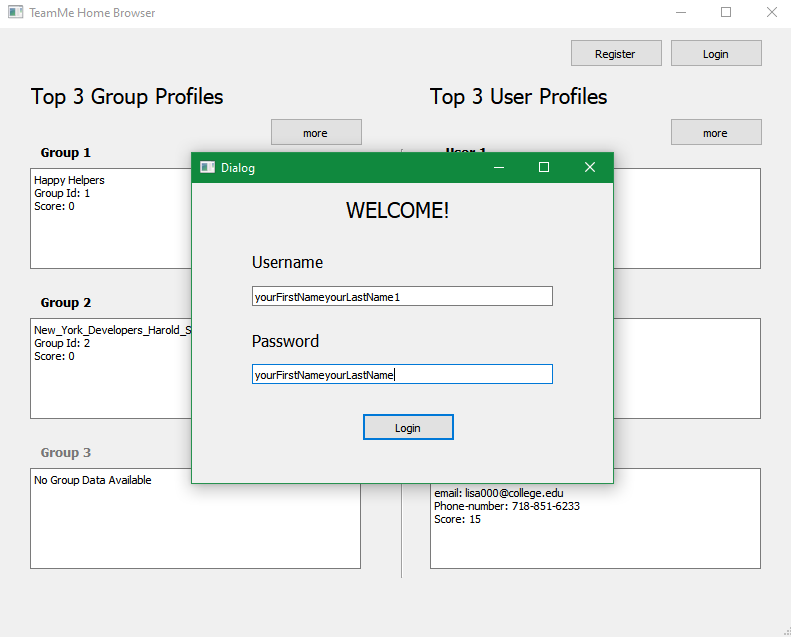 TeamMe Home Browser
Register
Login
Top 3 Group Profiles
Top 3 User Profiles
more
more
Group 1
User 1
Happy Helpers
Group Id: 1
Score: 0
Dialog
WELCOME!
Username
yourFirstNameyourLastName1
Password
yourFirstNameyourLastName
Login
Group 2
New_York_Developers_Harold_S
Group Id: 2
Score: 0
Group 3
No Group Data Available
email: lisa000@college.edu
Phone-number: 718-851-6233
Score: 15